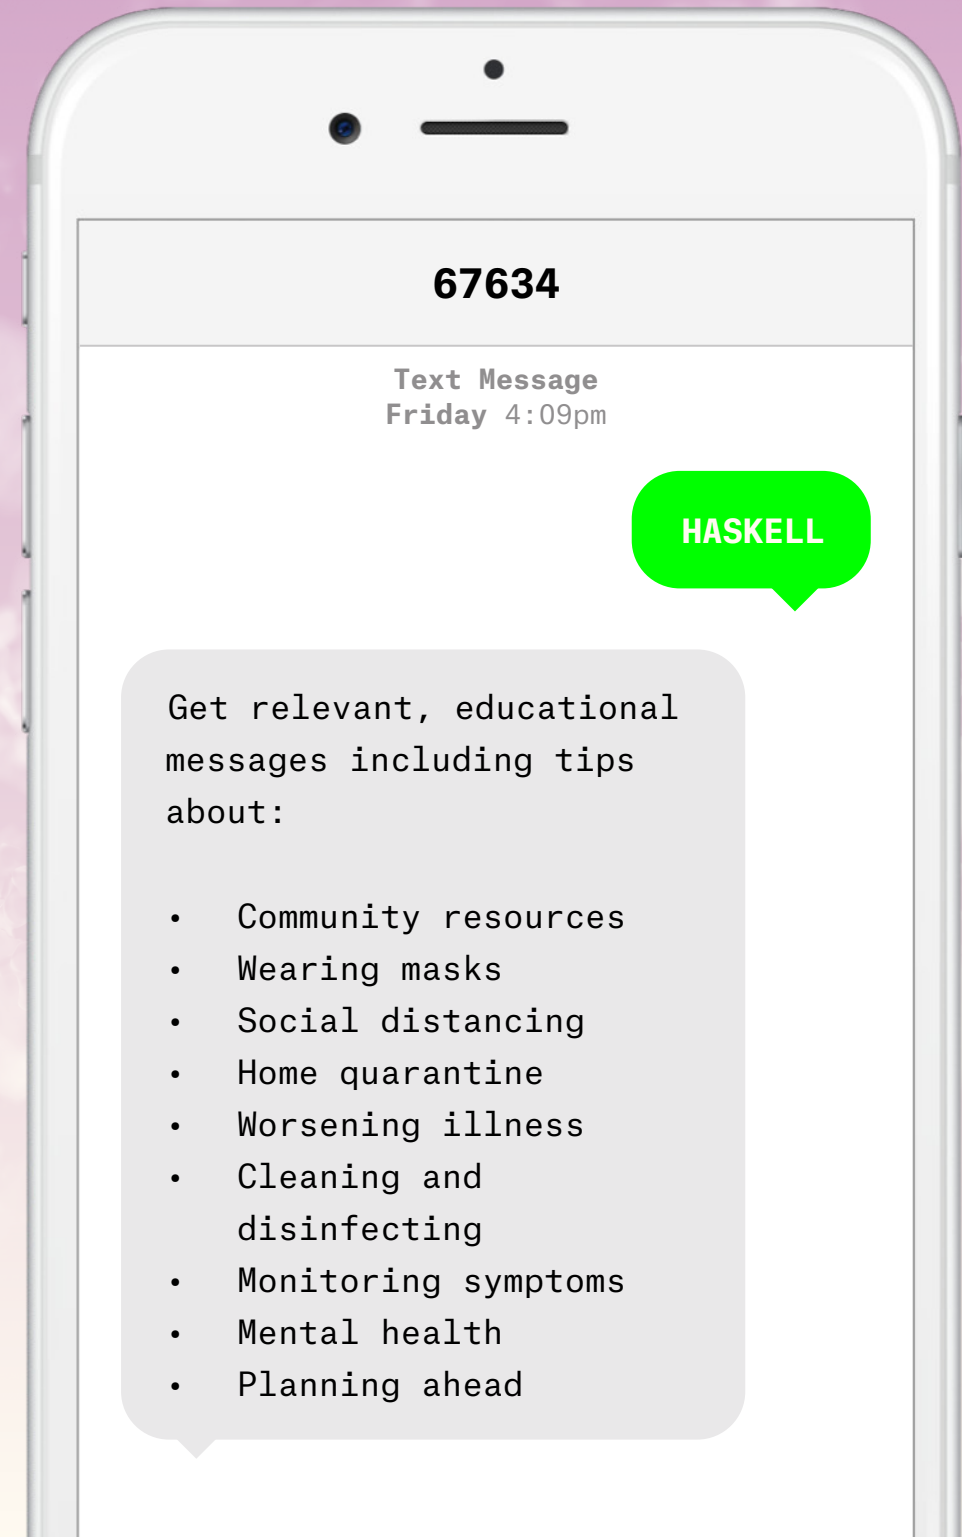 67634
Text Message
Friday 4:09pm
HASKELL
Get relevant, educational
messages including tips
about:
• Community resources
• Wearing masks
• Social distancing
• Home quarantine
• Worsening illness
• Cleaning and
disinfecting
• Monitoring symptoms
• Mental health
• Planning ahead